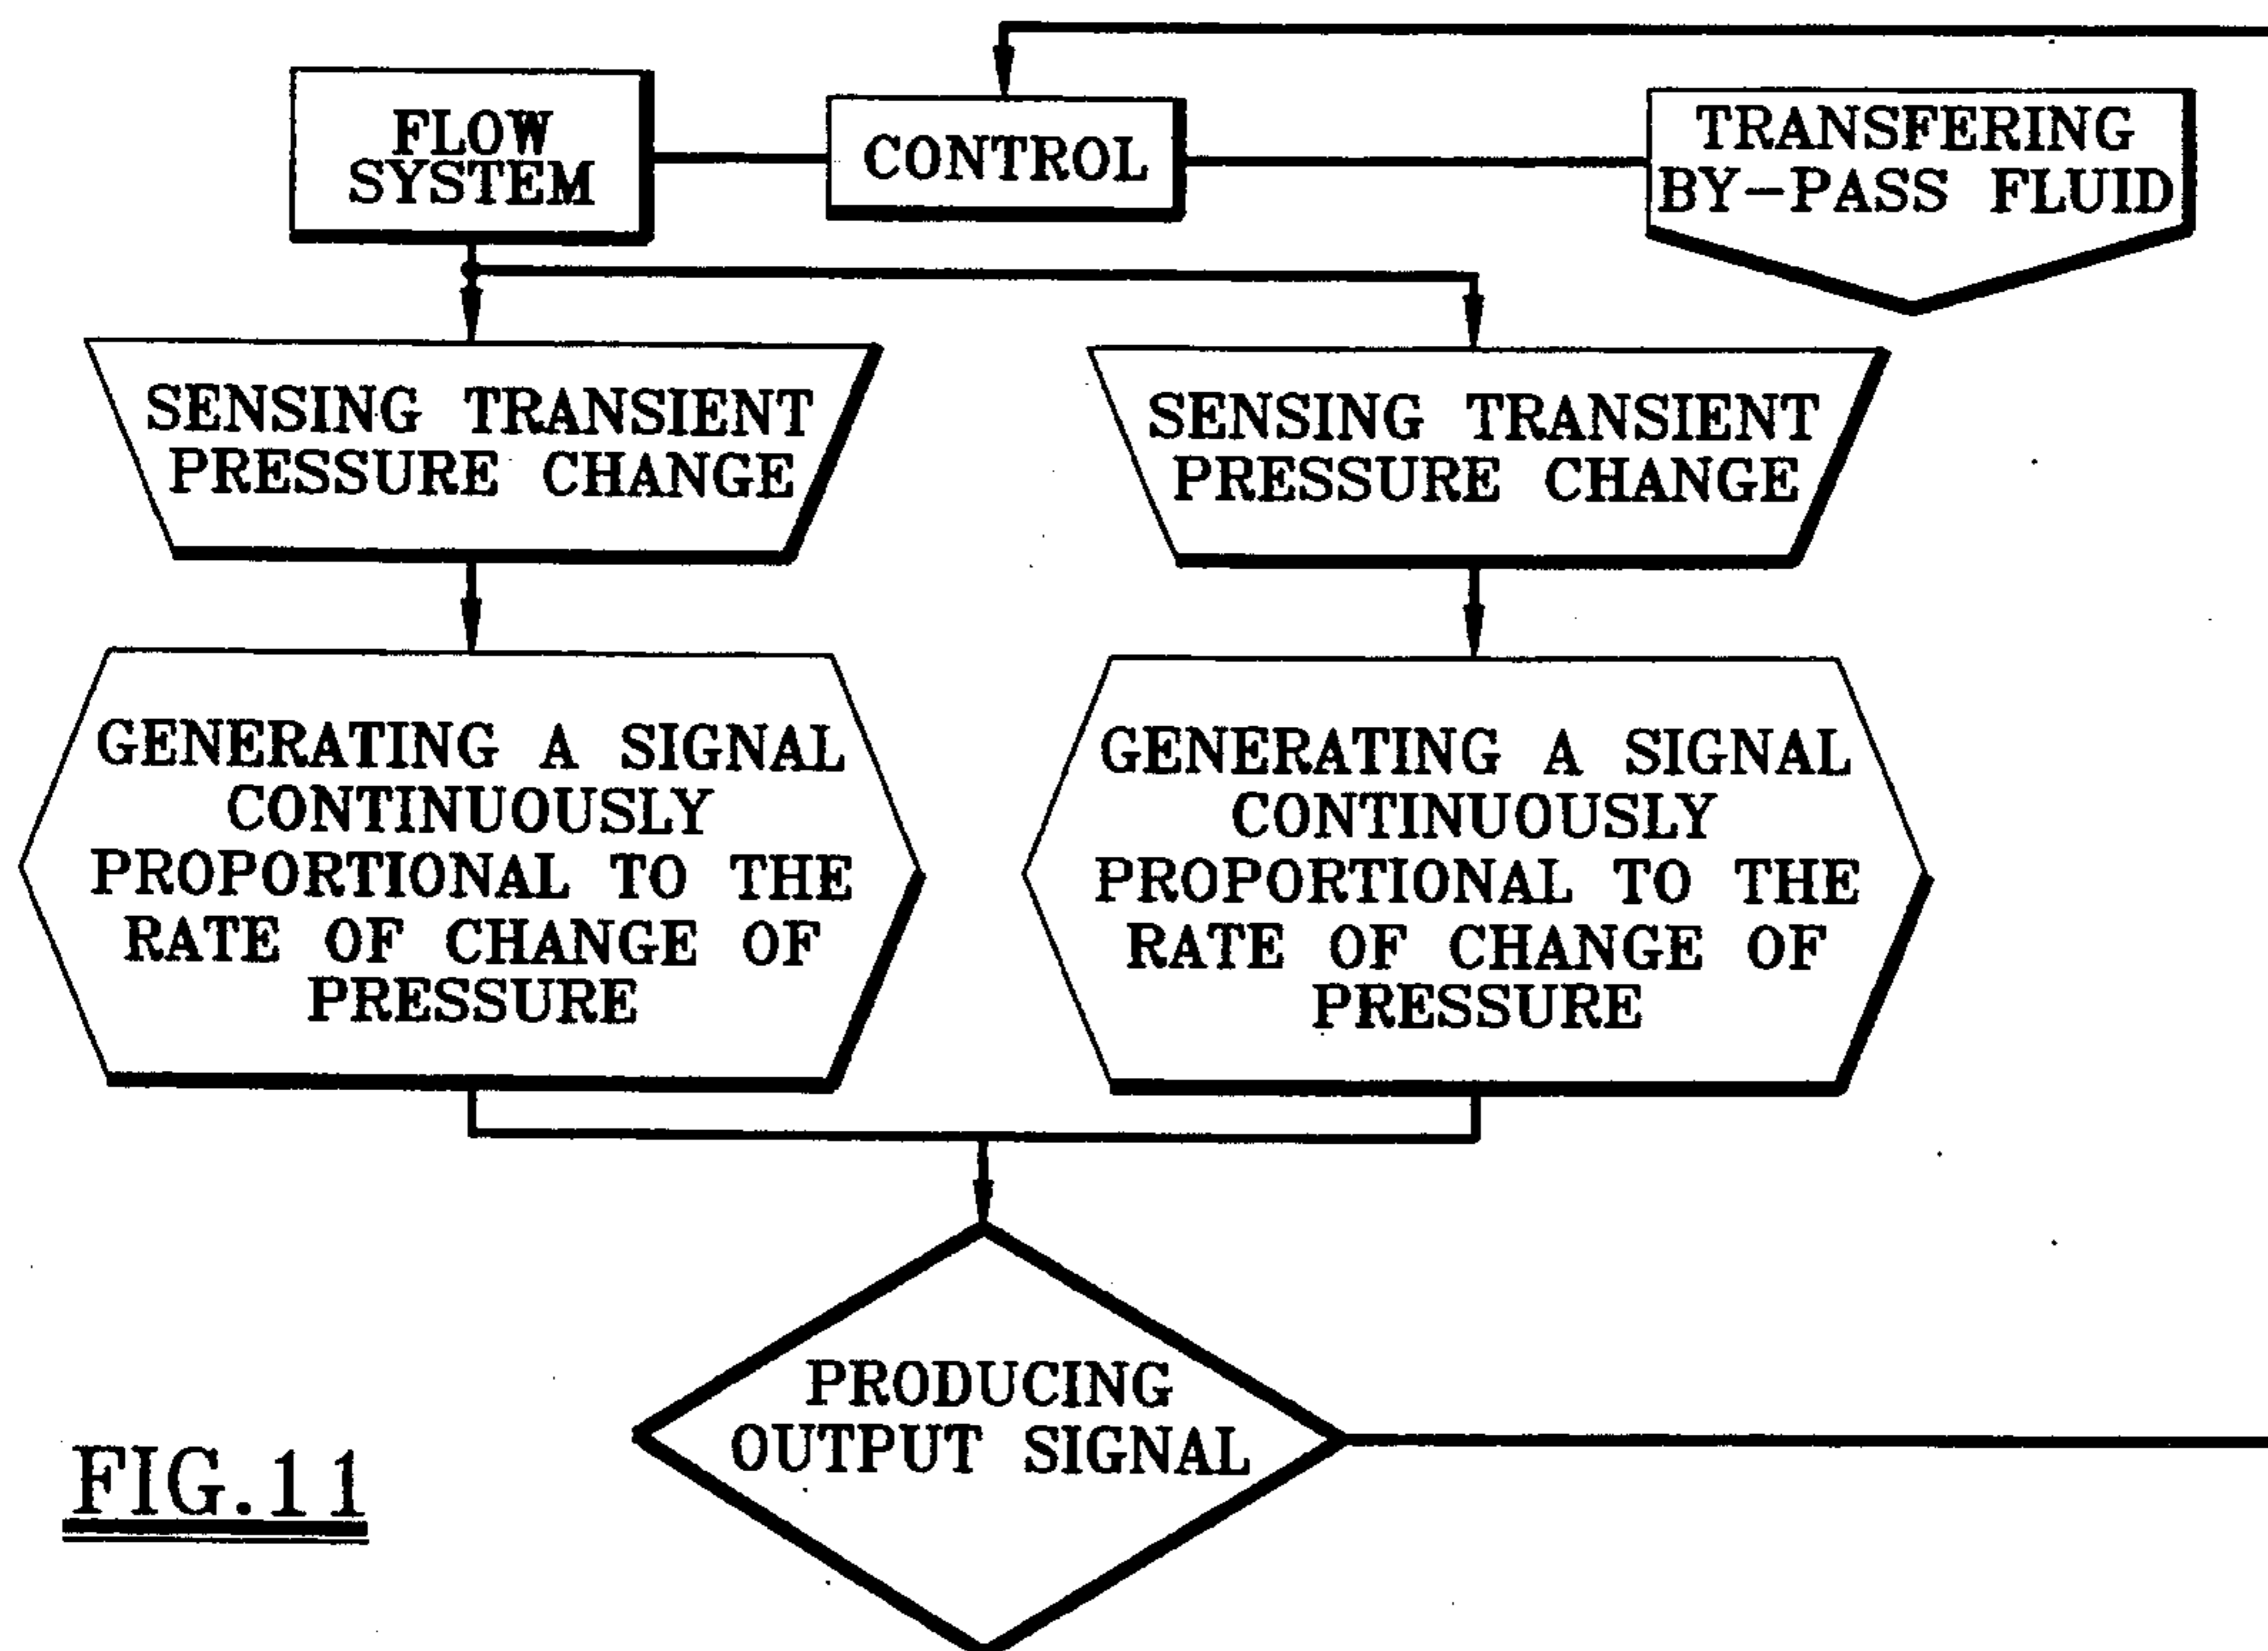 FLOW
SYSTEM
CONTROL
TRANSFERING
BY-PASS FLUID
SENSING TRANSIENT
PRESSURE CHANGE
SENSING TRANSIENT
PRESSURE CHANGE
GENERATING A SIGNAL
CONTINUOUSLY
PROPORTIONAL TO THE
RATE OF CHANGE OF
PRESSURE
GENERATING A SIGNAL
CONTINUOUSLY
PROPORTIONAL TO THE
RATE OF CHANGE OF
PRESSURE
PRODUCING
OUTPUT SIGNAL
FIG.11